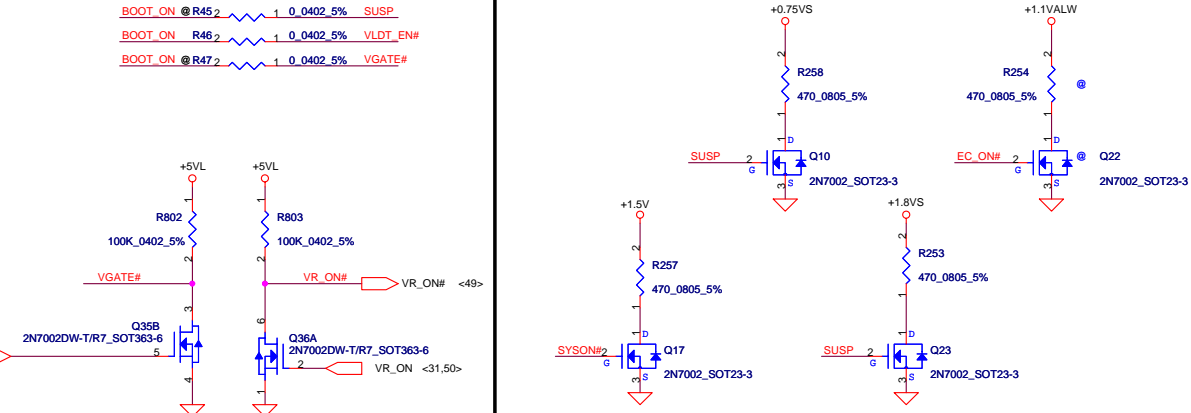 BOOT_ON @ R45 2 1 0_0402_5% SUSP
BOOT_ON R46 2 1 0_0402_5% VLDT_EN#
BOOT_ON @ R47 2 1 0_0402_5% VGATE#
+5VL
+5VL
1
1
R802
100K_0402_5%
R803
100K_0402_5%
2
2
VGATE#
VR_ON#
VR_ON# <49>
3
6
Q35B
2N7002DW-T/R7_SOT363-6
5
4
Q36A
2N7002DW-T/R7_SOT363-6
2
VR_ON <31,50>
1
+0.75VS
2
R258
470_0805_5%
1
1
D
SUSP
2
G
Q10
2N7002_SOT23-3
3
S
+1.1VALW
2
R254
470_0805_5%
@
1
1
D
EC_ON#
2
G
@
Q22
2N7002_SOT23-3
3
S
+1.5V
2
R257
470_0805_5%
1
1
D
SYSON#
2
G
Q17
2N7002_SOT23-3
3
S
+1.8VS
2
R253
470_0805_5%
1
1
D
SUSP
2
G
Q23
2N7002_SOT23-3
3
S